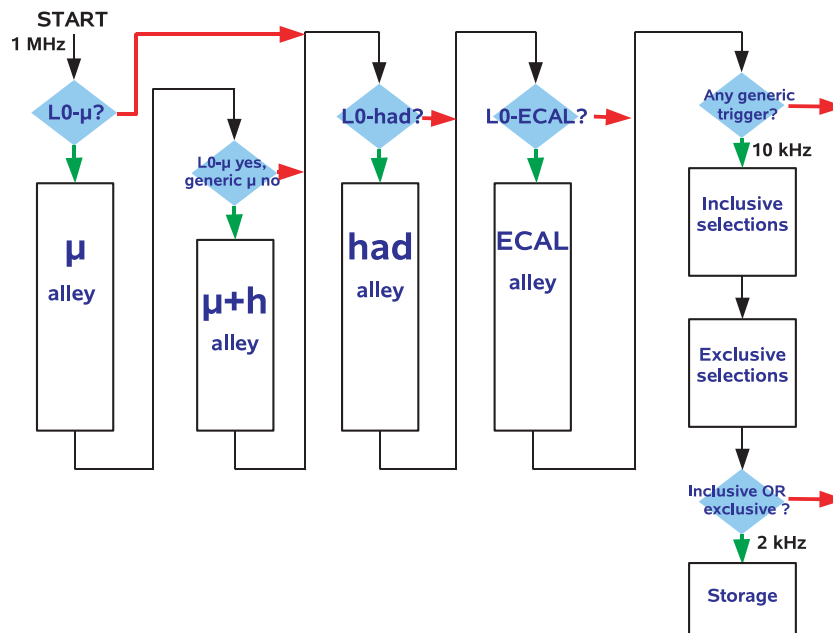 START
1 MHz
L0-μ?
μ
alley
L0-μ yes,
generic μ no
μ+h
alley
L0-had?
had
alley
L0-ECAL?
ECAL
alley
Any generic
trigger?
10 kHz
Inclusive
selections
Exclusive
selections
Inclusive OR
exclusive ?
2 kHz
Storage